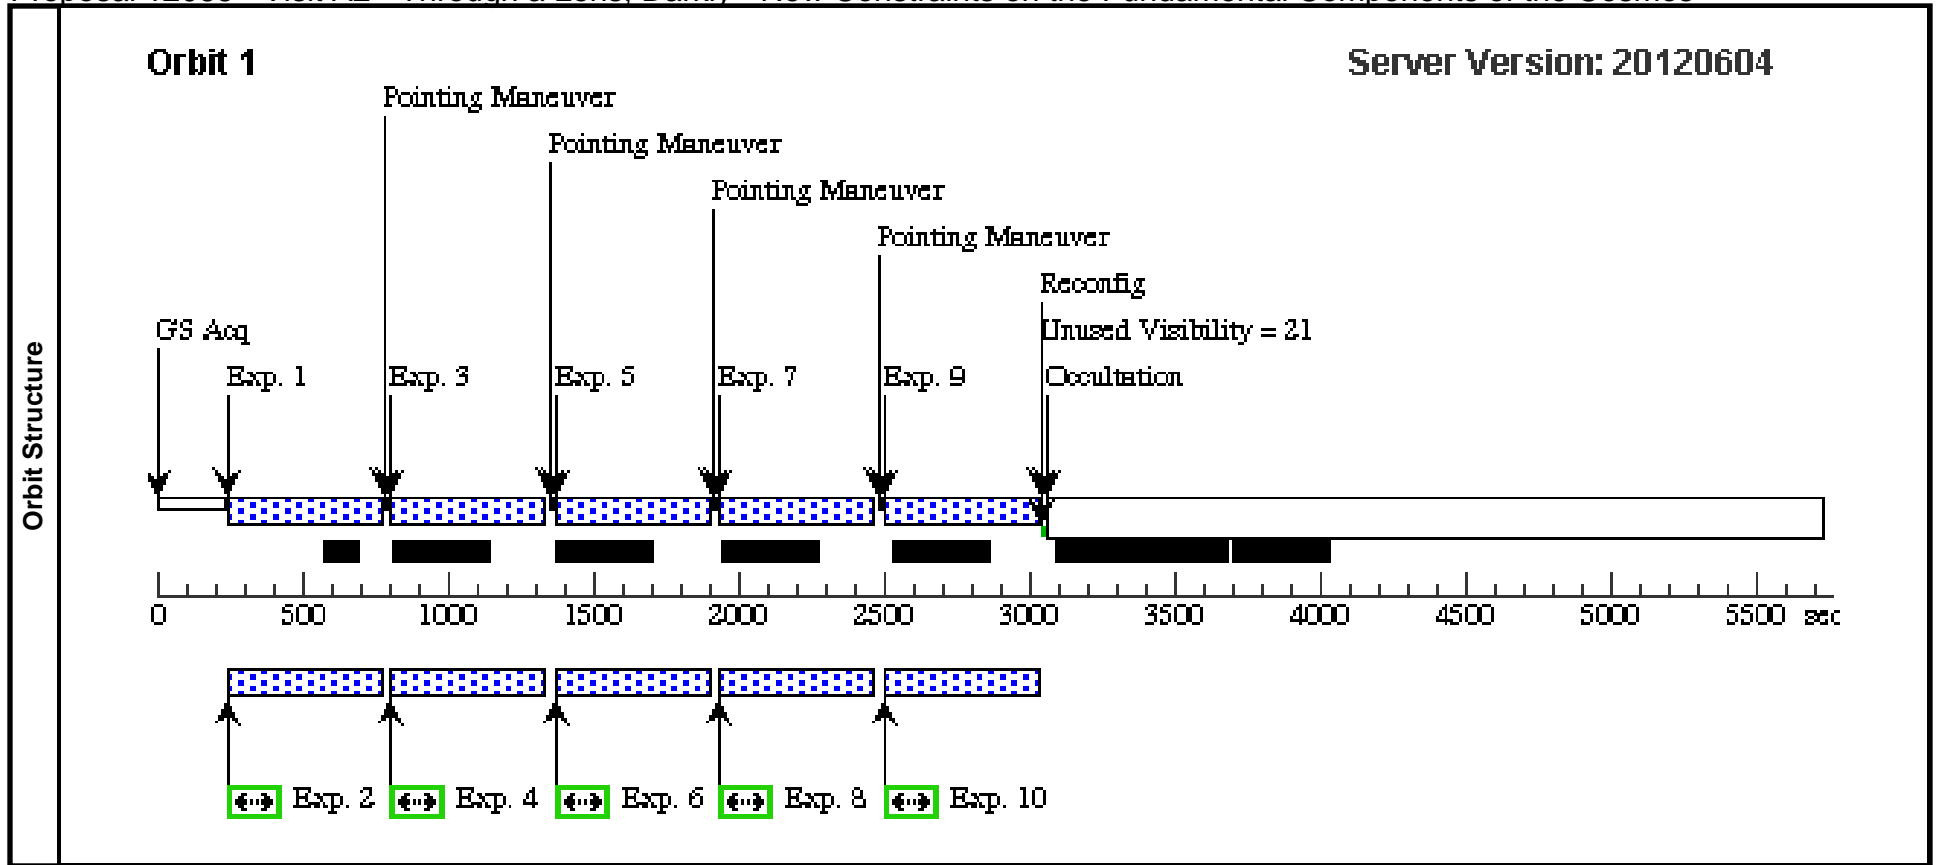 Orbit 1
Server Version: 20120604
Pointing Maneuver
Pointing Maneuver
Pointing Maneuver
Pointing Maneuver
Reconfig
GS Acq
Unused Visibility = 21
Exp. 1
Exp. 3
Exp. 5
Exp. 7
Exp. 9
Occultation
Orbit Structure
0 500 1000 1500 2000 2500 3000 3500 4000 4500 5000 5500 sec
Exp. 2
Exp. 4
Exp. 6
Exp. 8
Exp. 10